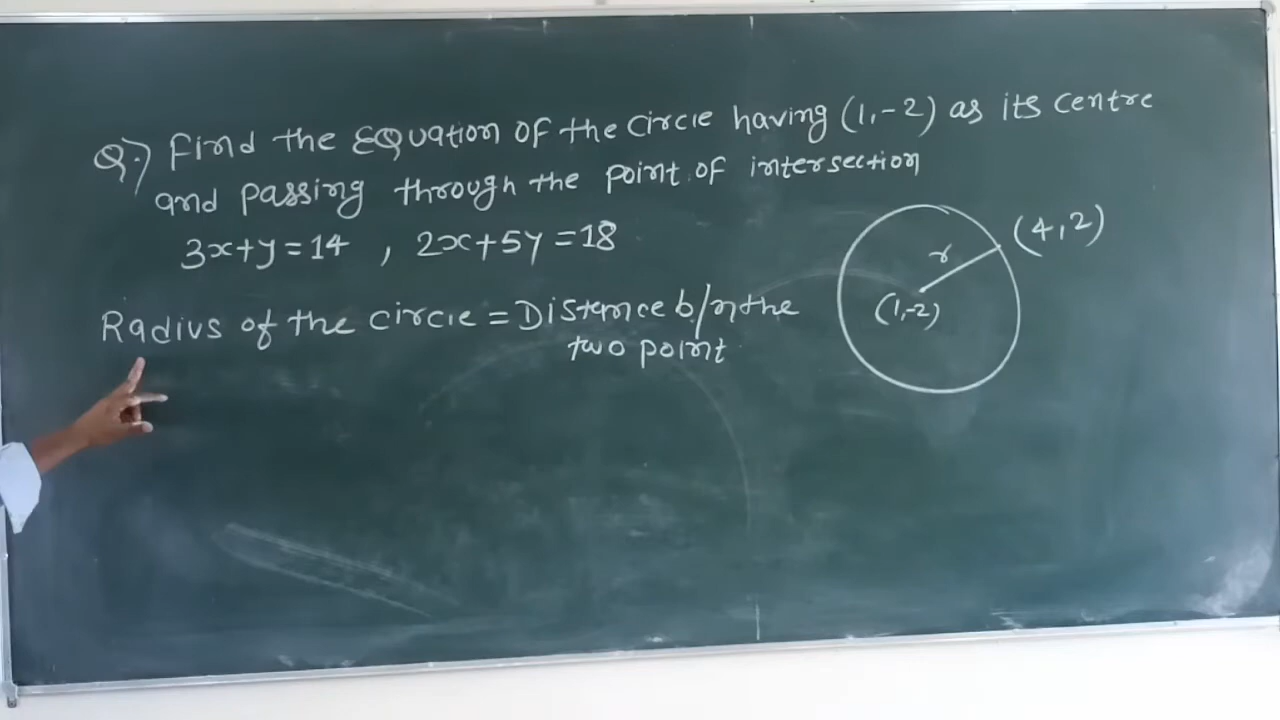 Q.) Find the Equation of the circle having (1,-2) as its centre
and passing through the point of intersection
3x+y=14 , 2x+5y=18
Radius of the circle = Distance b/n the
two point
(4,2)
r
(1,-2)